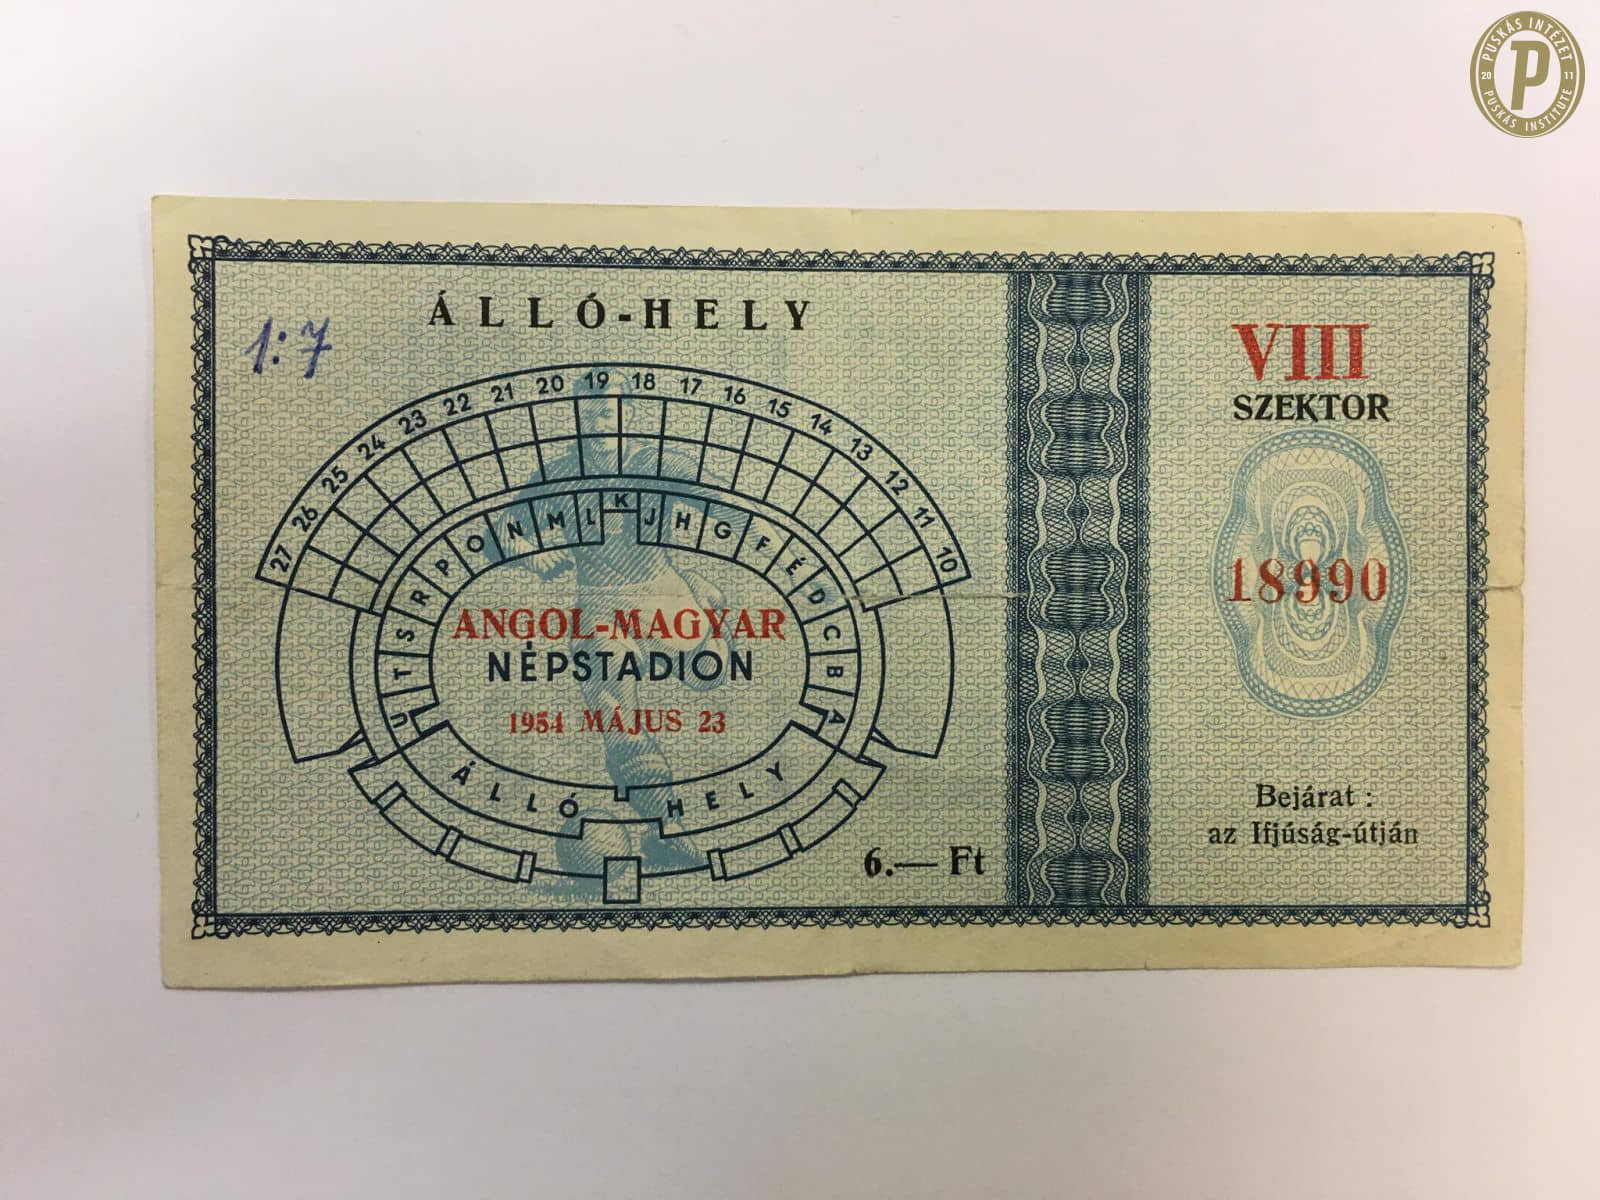 PUSKÁS INTÉZET
P
20 11
PUSKÁS INSTITUTE
ÁLLÓ-HELY
1:7
27 26 25 24 23 22 21 20 19 18 17 16 15 14 13 12 11 10
U T S R P O N M L K J H G F É D C B A
ANGOL-MAGYAR
NÉPSTADION
1954 MÁJUS 23
ÁLLÓ HELY
6.— Ft
VIII
SZEKTOR
18990
Bejárat :
az Ifjúság-útján